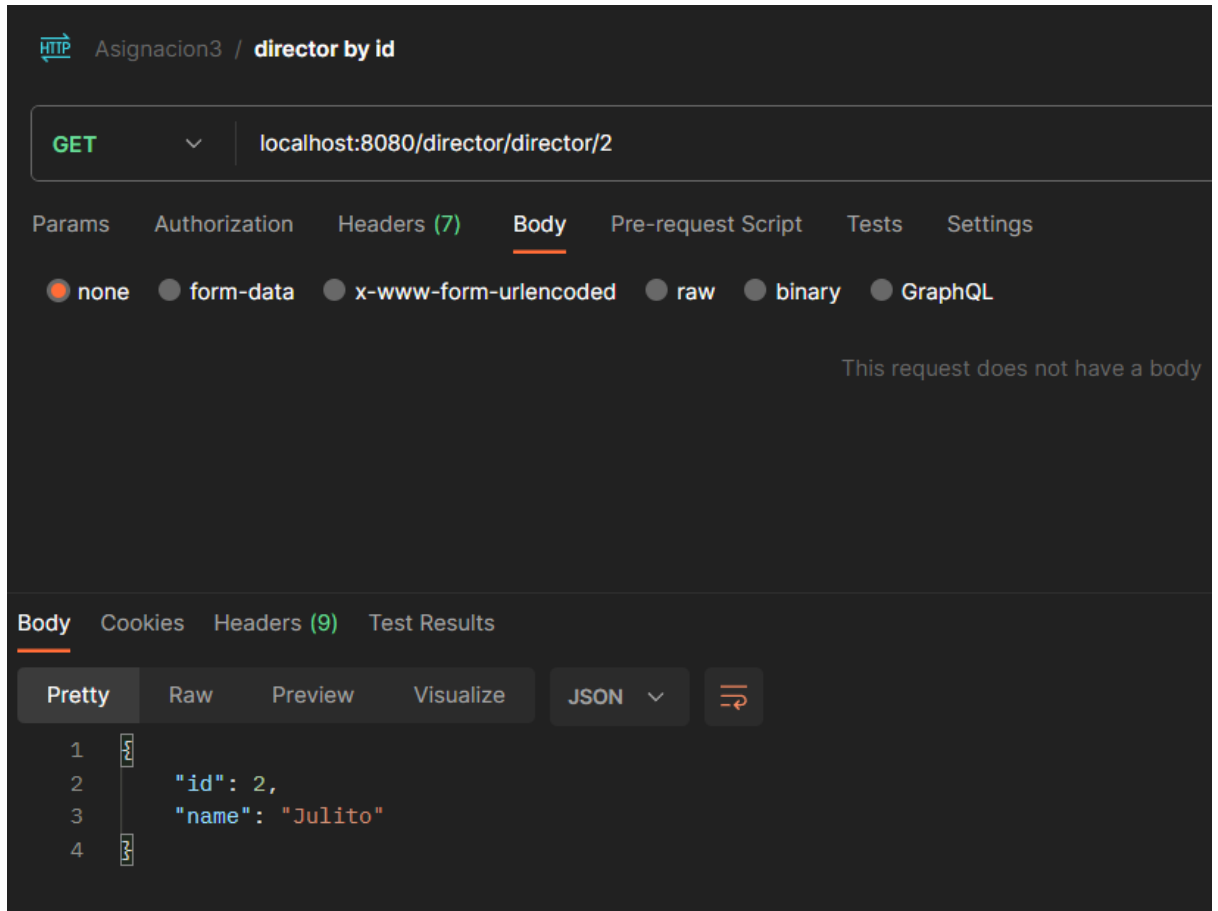 HTTP Asignacion3 / director by id
GET localhost:8080/director/director/2
Params Authorization Headers (7) Body Pre-request Script Tests Settings
none form-data x-www-form-urlencoded raw binary GraphQL
This request does not have a body
Body Cookies Headers (9) Test Results
Pretty Raw Preview Visualize JSON
1 {
2 "id": 2,
3 "name": "Julito"
4 }